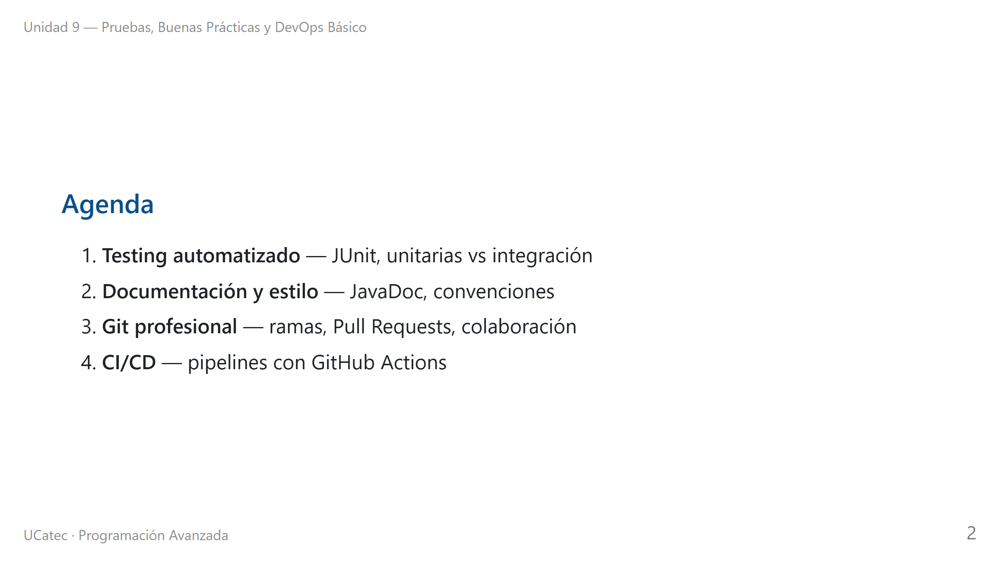 Unidad 9 — Pruebas, Buenas Prácticas y DevOps Básico
Agenda
1. Testing automatizado — JUnit, unitarias vs integración
2. Documentación y estilo — JavaDoc, convenciones
3. Git profesional — ramas, Pull Requests, colaboración
4. CI/CD — pipelines con GitHub Actions
UCatec · Programación Avanzada
2